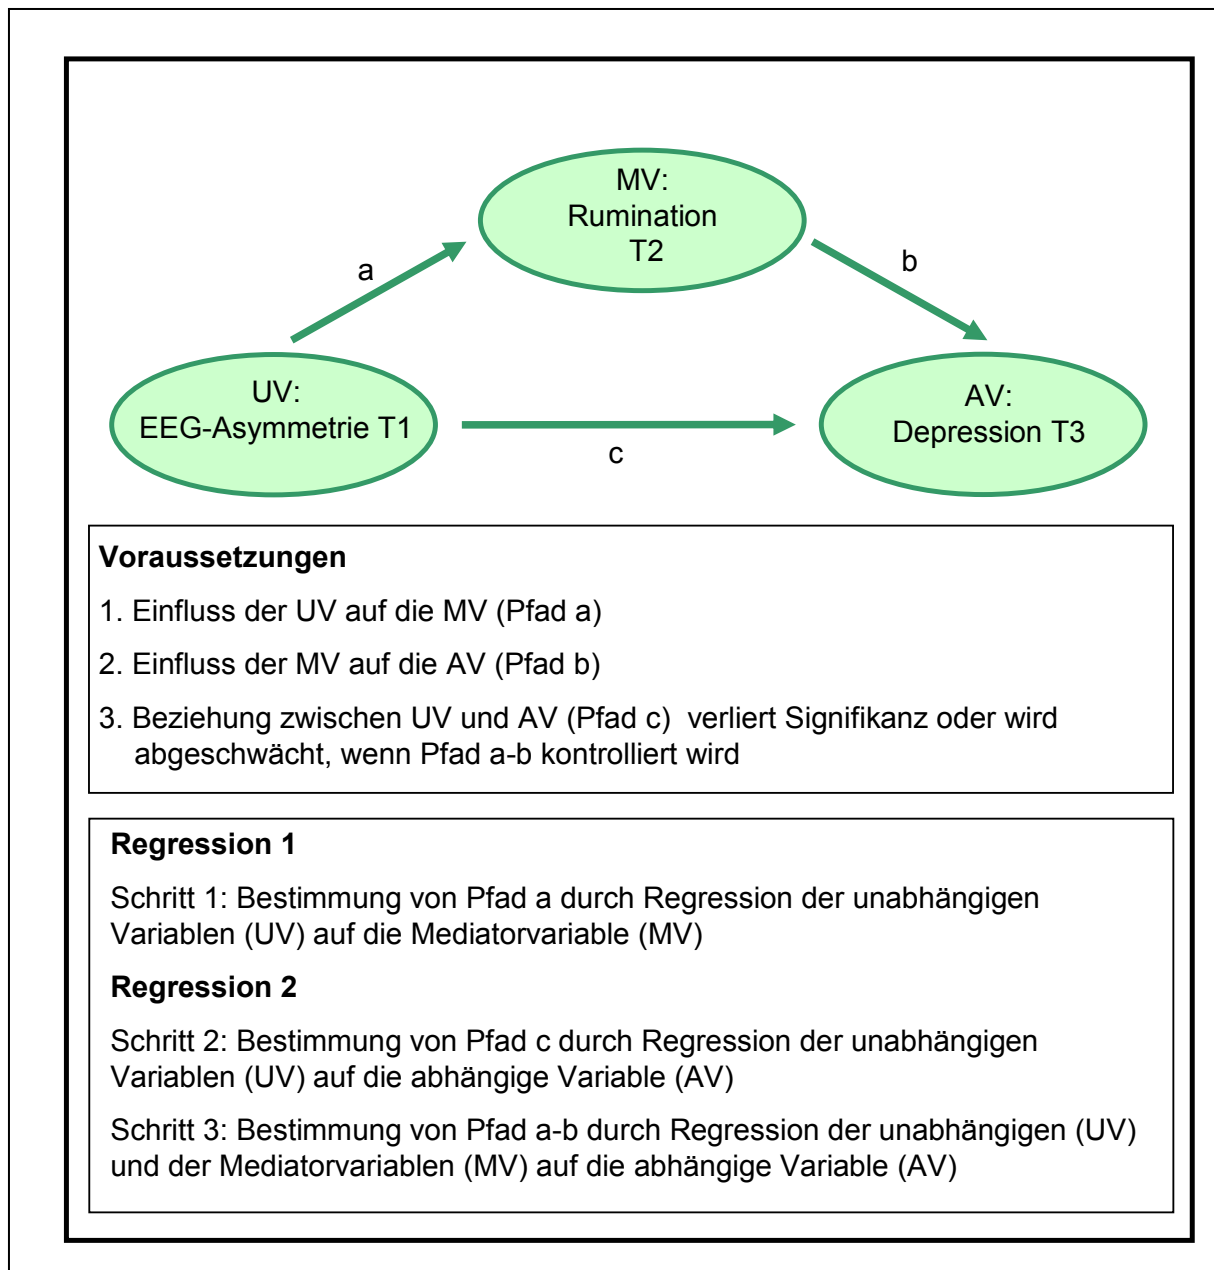 MV:
Rumination
T2
a
b
UV:
EEG-Asymmetrie T1
AV:
Depression T3
c
Voraussetzungen
1. Einfluss der UV auf die MV (Pfad a)
2. Einfluss der MV auf die AV (Pfad b)
3. Beziehung zwischen UV und AV (Pfad c) verliert Signifikanz oder wird
abgeschwächt, wenn Pfad a-b kontrolliert wird
Regression 1
Schritt 1: Bestimmung von Pfad a durch Regression der unabhängigen
Variablen (UV) auf die Mediatorvariable (MV)
Regression 2
Schritt 2: Bestimmung von Pfad c durch Regression der unabhängigen
Variablen (UV) auf die abhängige Variable (AV)
Schritt 3: Bestimmung von Pfad a-b durch Regression der unabhängigen (UV)
und der Mediatorvariablen (MV) auf die abhängige Variable (AV)